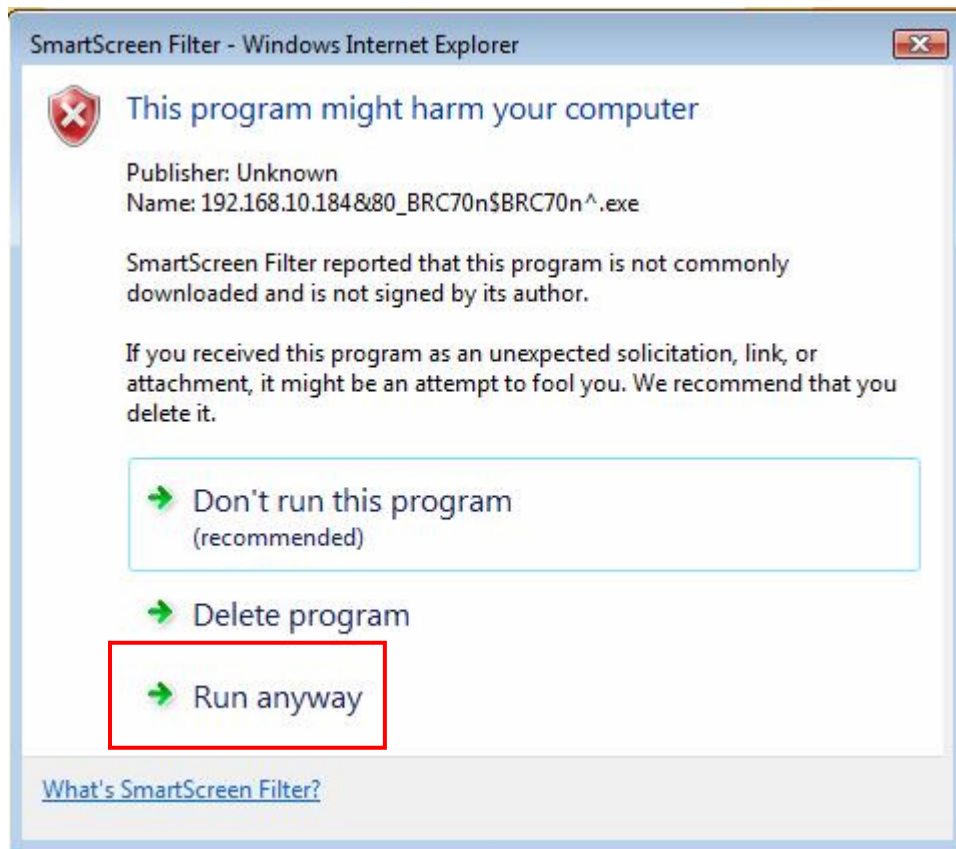 SmartScreen Filter - Windows Internet Explorer
This program might harm your computer
Publisher: Unknown
Name: 192.168.10.184&80_BRC70n$BRC70n^.exe
SmartScreen Filter reported that this program is not commonly
downloaded and is not signed by its author.
If you received this program as an unexpected solicitation, link, or
attachment, it might be an attempt to fool you. We recommend that you
delete it.
Don't run this program
(recommended)
Delete program
Run anyway
What's SmartScreen Filter?